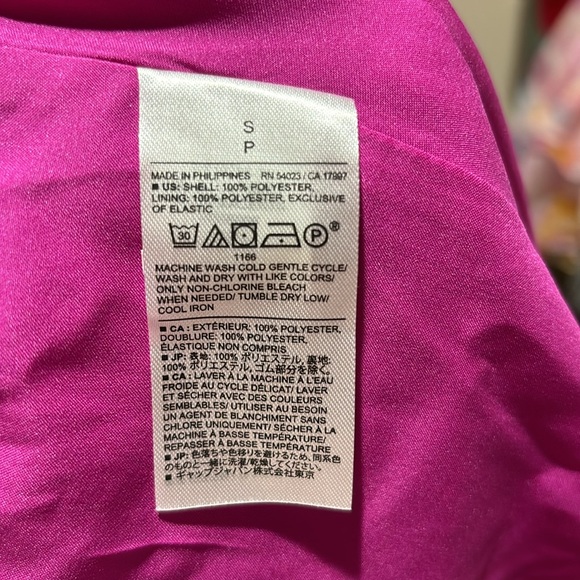 S
P
MADE IN PHILIPPINES RN 54023 / CA 17897
■ US: SHELL: 100% POLYESTER,
LINING: 100% POLYESTER, EXCLUSIVE
OF ELASTIC
30 P
1166
MACHINE WASH COLD GENTLE CYCLE/
WASH AND DRY WITH LIKE COLORS/
ONLY NON-CHLORINE BLEACH
WHEN NEEDED/ TUMBLE DRY LOW/
COOL IRON
■ CA : EXTÉRIEUR: 100% POLYESTER,
DOUBLURE: 100% POLYESTER,
ÉLASTIQUE NON COMPRIS
■ JP: 表地: 100% ポリエステル, 裏地:
100% ポリエステル, ゴム部分を除く
■ CA : LAVER À LA MACHINE À L'EAU
FROIDE AU CYCLE DÉLICAT/ LAVER
ET SÉCHER AVEC DES COULEURS
SEMBLABLES/ UTILISER AU BESOIN
UN AGENT DE BLANCHIMENT SANS
CHLORE UNIQUEMENT/ SÉCHER À LA
MACHINE À BASSE TEMPÉRATURE/
REPASSER À BASSE TEMPÉRATURE
■ JP: 色落ちや色移りを避けるため、同系色
のものと一緒に洗濯/乾燥してください。
■ ギャップジャパン株式会社東京